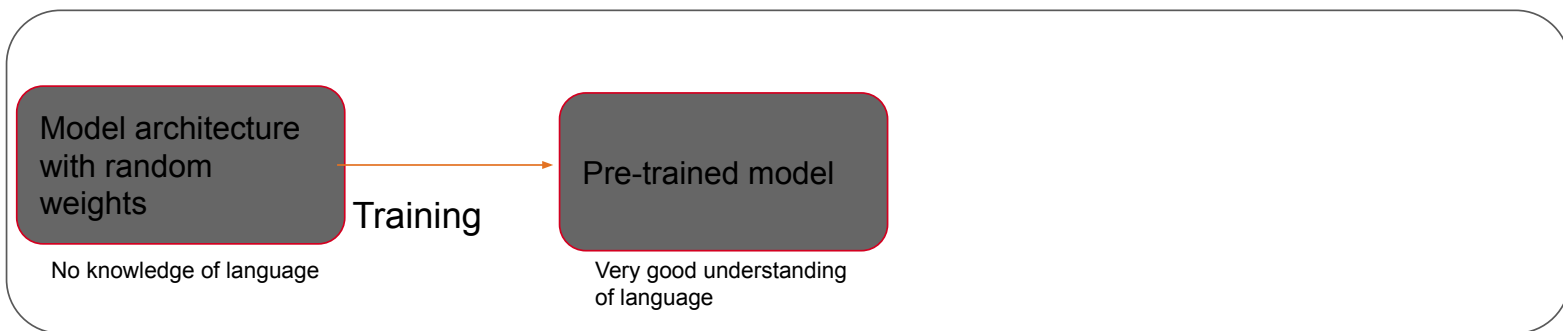 Model architecture
with random
weights
Training
Pre-trained model
No knowledge of language
Very good understanding
of language